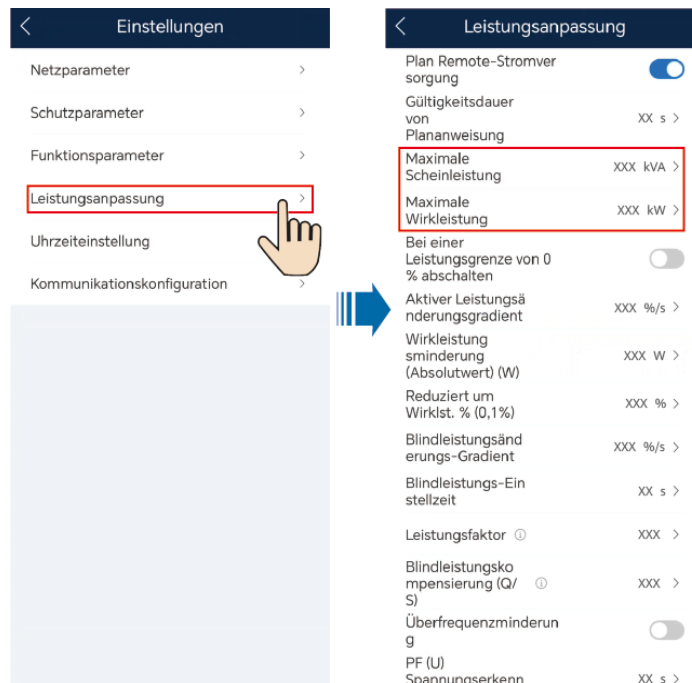 Einstellungen
Netzparameter
Schutzparameter
Funktionsparameter
Leistungsanpassung
Uhrzeiteinstellung
Kommunikationskonfiguration
Leistungsanpassung
Plan Remote-Stromver
sorgung
Gültigkeitsdauer
von
Plananweisung
XX s
Maximale
Scheinleistung
XXX kVA
Maximale
Wirkleistung
XXX kW
Bei einer
Leistungsgrenze von 0
% abschalten
Aktiver Leistungsä
nderungsgradient
XXX %/s
Wirkleistung
sminderung
(Absolutwert) (W)
XXX W
Reduziert um
Wirklst. % (0,1%)
XXX %
Blindleistungsänd
erungs-Gradient
XXX %/s
Blindleistungs-Ein
stellzeit
XX s
Leistungsfaktor
XXX
Blindleistungsko
mpensierung (Q/
S)
XXX
Überfrequenzminderun
g
PF (U)
Spannungserkenn
XX s